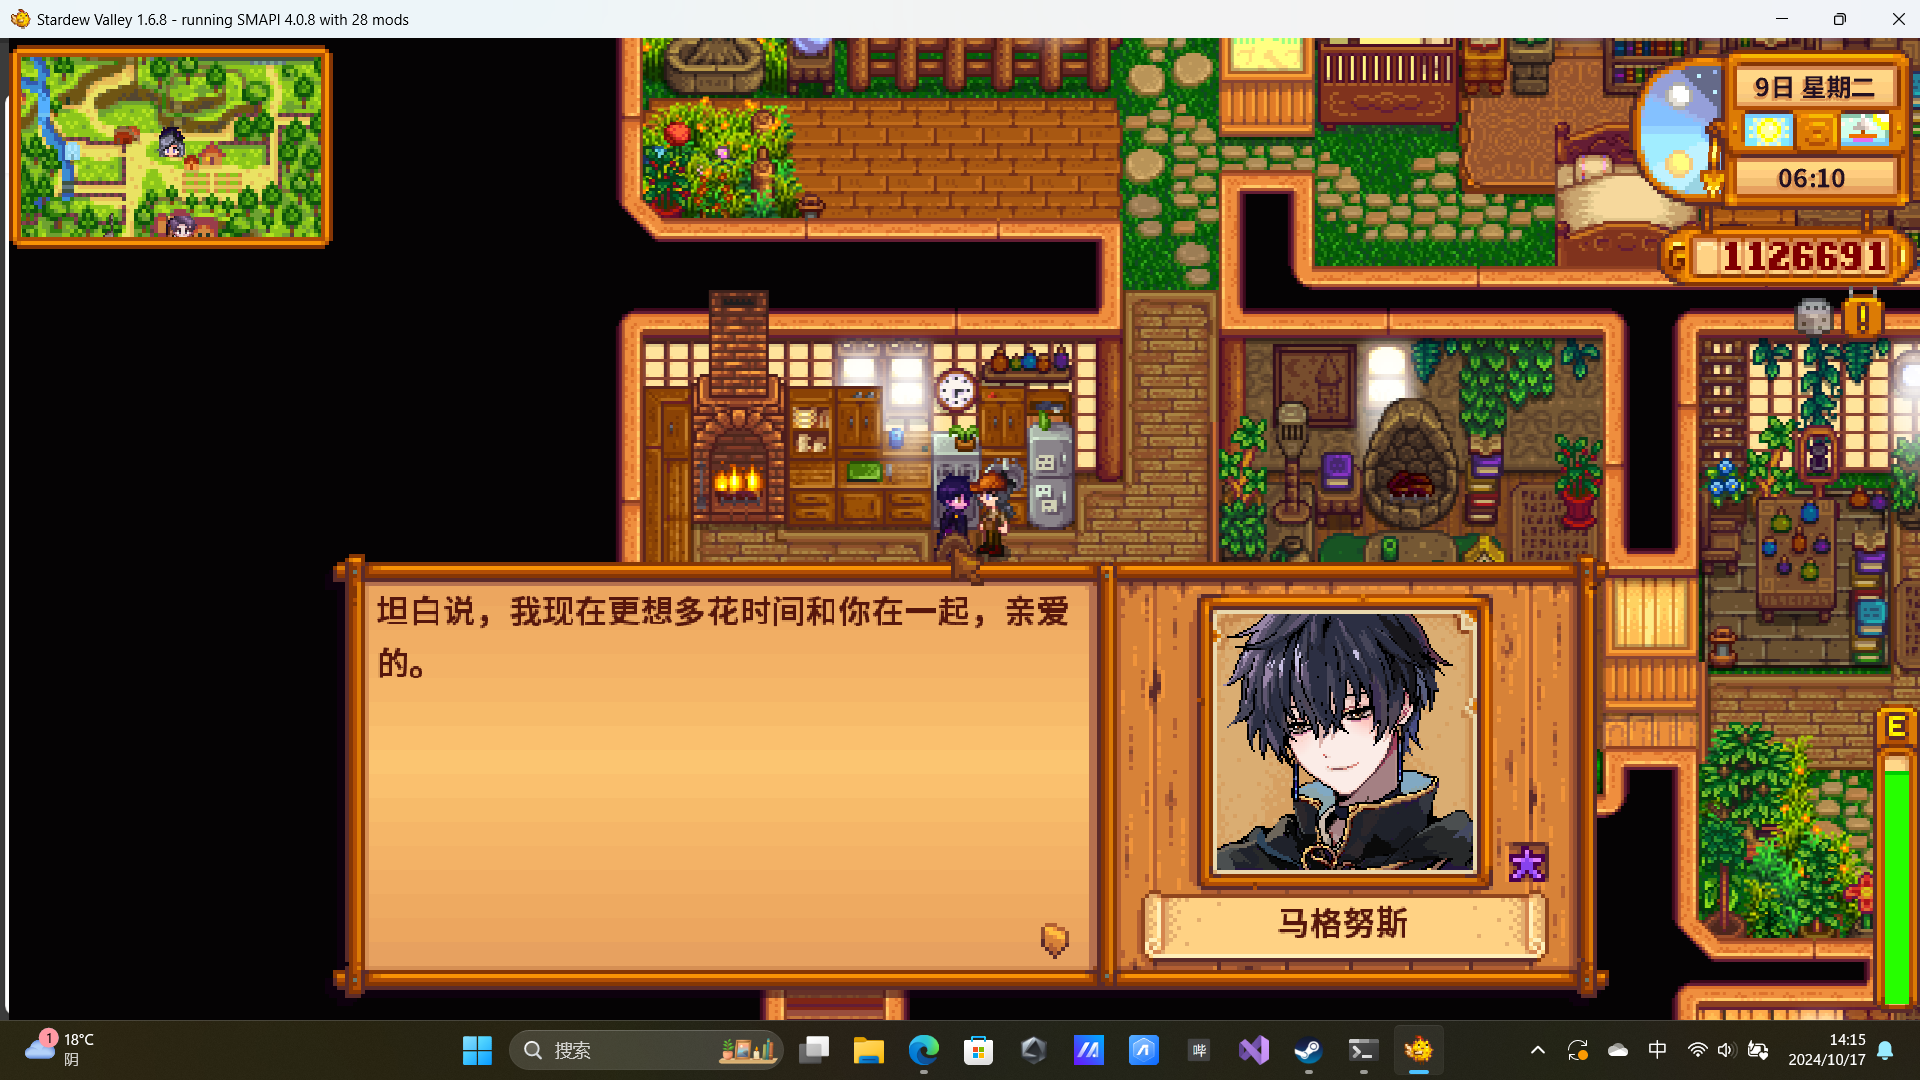 Stardew Valley 1.6.8 - running SMAPI 4.0.8 with 28 mods
9日 星期二
06:10
G
1126691
!
坦白说，我现在更想多花时间和你在一起，亲爱
的。
马格努斯
E
1
18°C
阴
搜索
哔
中
14:15
2024/10/17